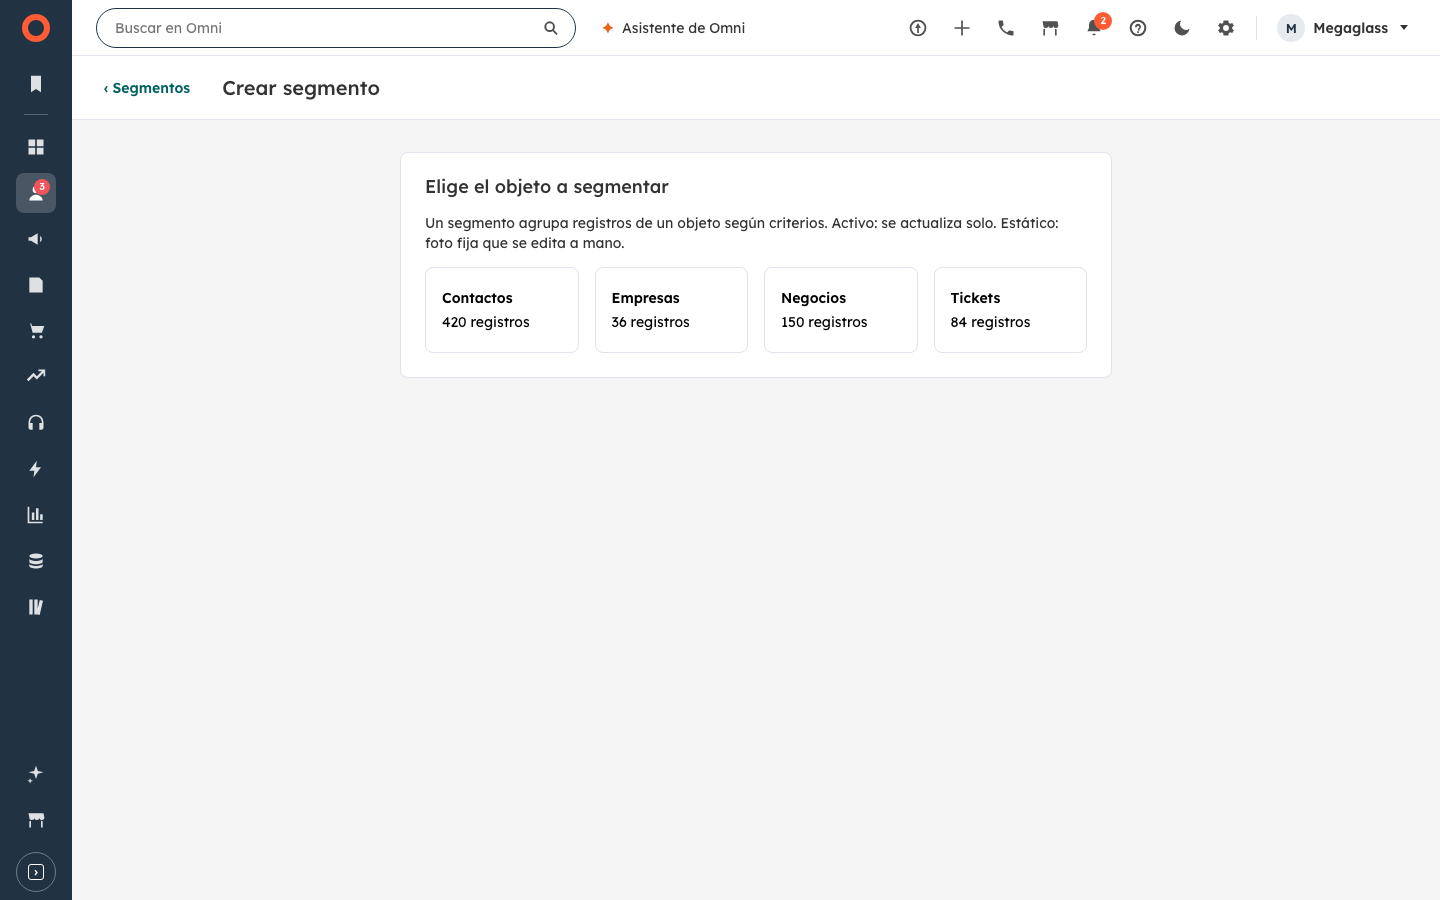 Buscar en Omni
Asistente de Omni
2
M
Megaglass
‹ Segmentos
Crear segmento
3
Elige el objeto a segmentar
Un segmento agrupa registros de un objeto según criterios. Activo: se actualiza solo. Estático:
foto fija que se edita a mano.
Contactos
420 registros
Empresas
36 registros
Negocios
150 registros
Tickets
84 registros